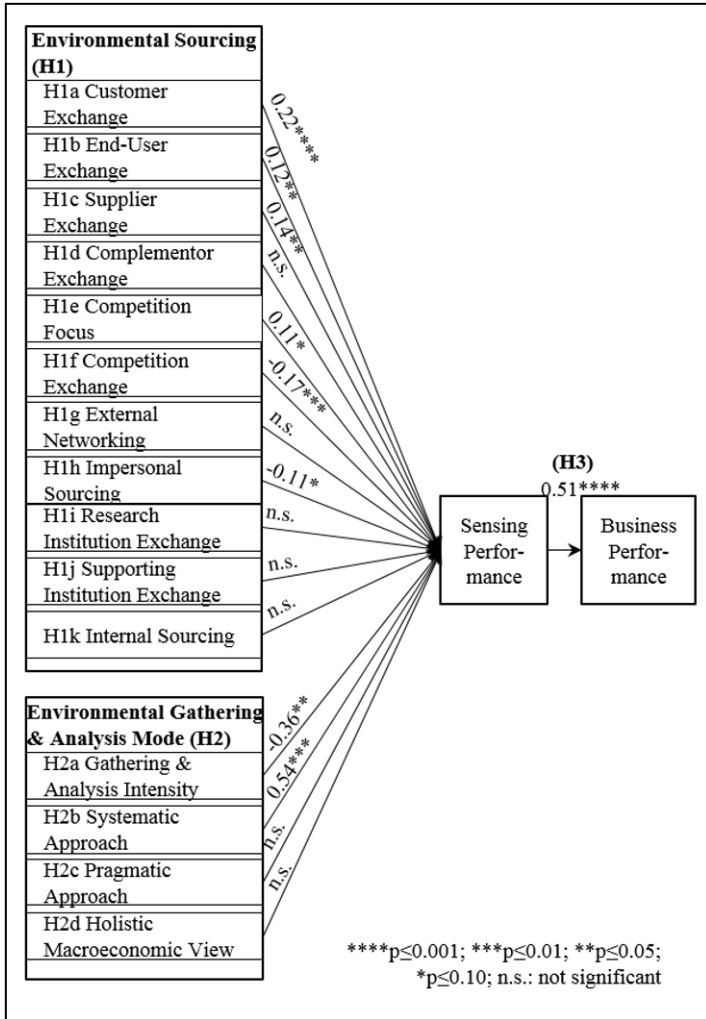 Environmental Sourcing
(H1)
H1a Customer
Exchange
H1b End-User
Exchange
H1c Supplier
Exchange
H1d Complementor
Exchange
H1e Competition
Focus
H1f Competition
Exchange
H1g External
Networking
H1h Impersonal
Sourcing
H1i Research
Institution Exchange
H1j Supporting
Institution Exchange
H1k Internal Sourcing
0.22****
0.12**
0.14**
n.s.
0.11*
-0.17***
n.s.
-0.11*
n.s.
n.s.
n.s.
Environmental Gathering
& Analysis Mode (H2)
H2a Gathering &
Analysis Intensity
H2b Systematic
Approach
H2c Pragmatic
Approach
H2d Holistic
Macroeconomic View
-0.36**
0.54***
n.s.
n.s.
Sensing
Perfor-
mance
(H3)
0.51****
Business
Perfor-
mance
****p≤0.001; ***p≤0.01; **p≤0.05;
*p≤0.10; n.s.: not significant